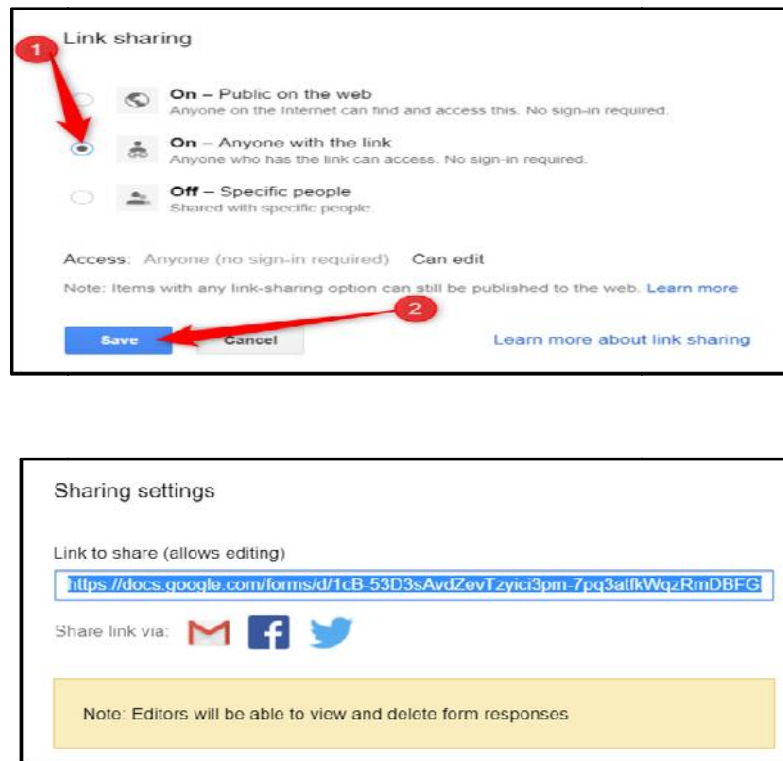 Link sharing
1
On – Public on the web
Anyone on the Internet can find and access this. No sign-in required.
On – Anyone with the link
Anyone who has the link can access. No sign-in required.
Off – Specific people
Shared with specific people.
Access: Anyone (no sign-in required) Can edit
Note: Items with any link-sharing option can still be published to the web. Learn more
2
Save Cancel Learn more about link sharing
Sharing settings
Link to share (allows editing)
https://docs.google.com/forms/d/1cB-53D3sAvdZevTzyici3pm-7pq3atfkWqzRmDBFG
Share link via:
Note: Editors will be able to view and delete form responses